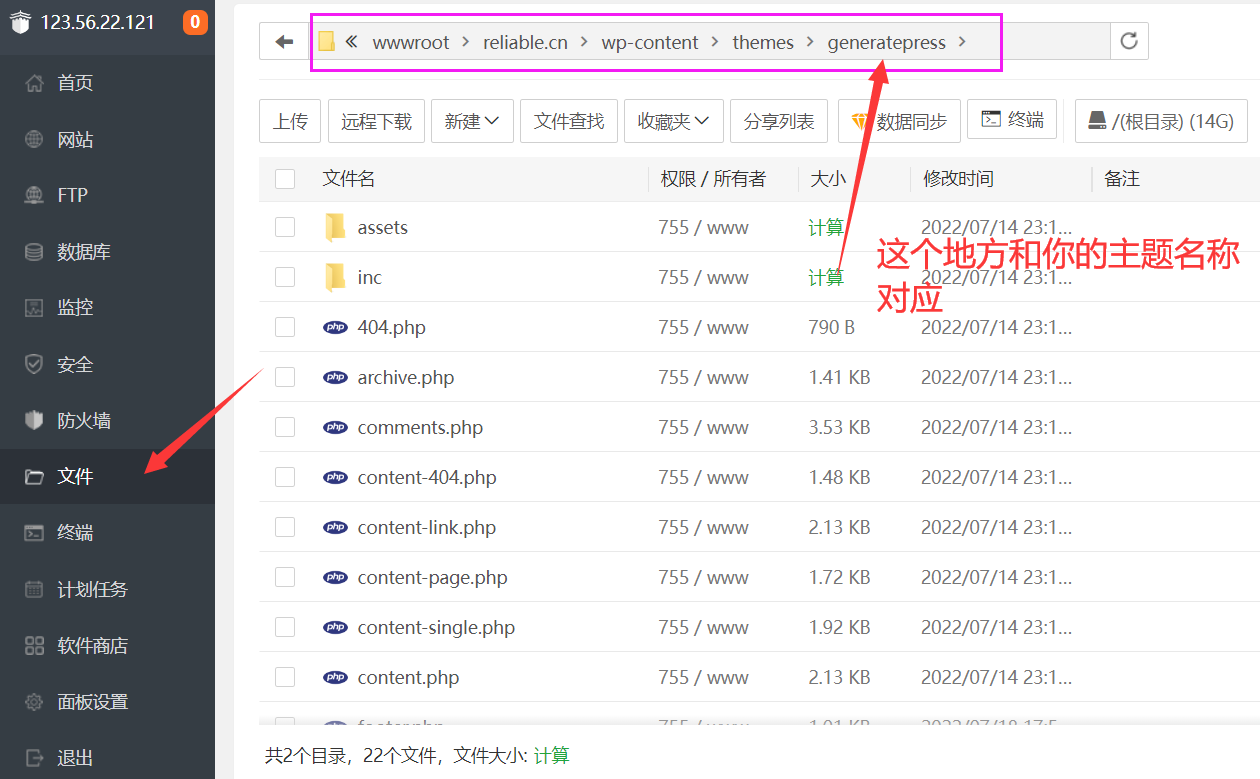 123.56.22.121 0
首页
网站
FTP
数据库
监控
安全
防火墙
文件
终端
计划任务
软件商店
面板设置
退出
« wwwroot > reliable.cn > wp-content > themes > generatepress >
上传 远程下载 新建 文件查找 收藏夹 分享列表 数据同步 终端 /(根目录) (14G)
文件名 权限 / 所有者 大小 修改时间 备注
assets 755 / www 计算 2022/07/14 23:1...
inc 755 / www 计算 2022/07/14 23:1...
这个地方和你的主题名称
对应
php 404.php 755 / www 790 B 2022/07/14 23:1...
php archive.php 755 / www 1.41 KB 2022/07/14 23:1...
php comments.php 755 / www 3.53 KB 2022/07/14 23:1...
php content-404.php 755 / www 1.48 KB 2022/07/14 23:1...
php content-link.php 755 / www 2.13 KB 2022/07/14 23:1...
php content-page.php 755 / www 1.72 KB 2022/07/14 23:1...
php content-single.php 755 / www 1.92 KB 2022/07/14 23:1...
php content.php 755 / www 2.13 KB 2022/07/14 23:1...
共2个目录，22个文件，文件大小: 计算